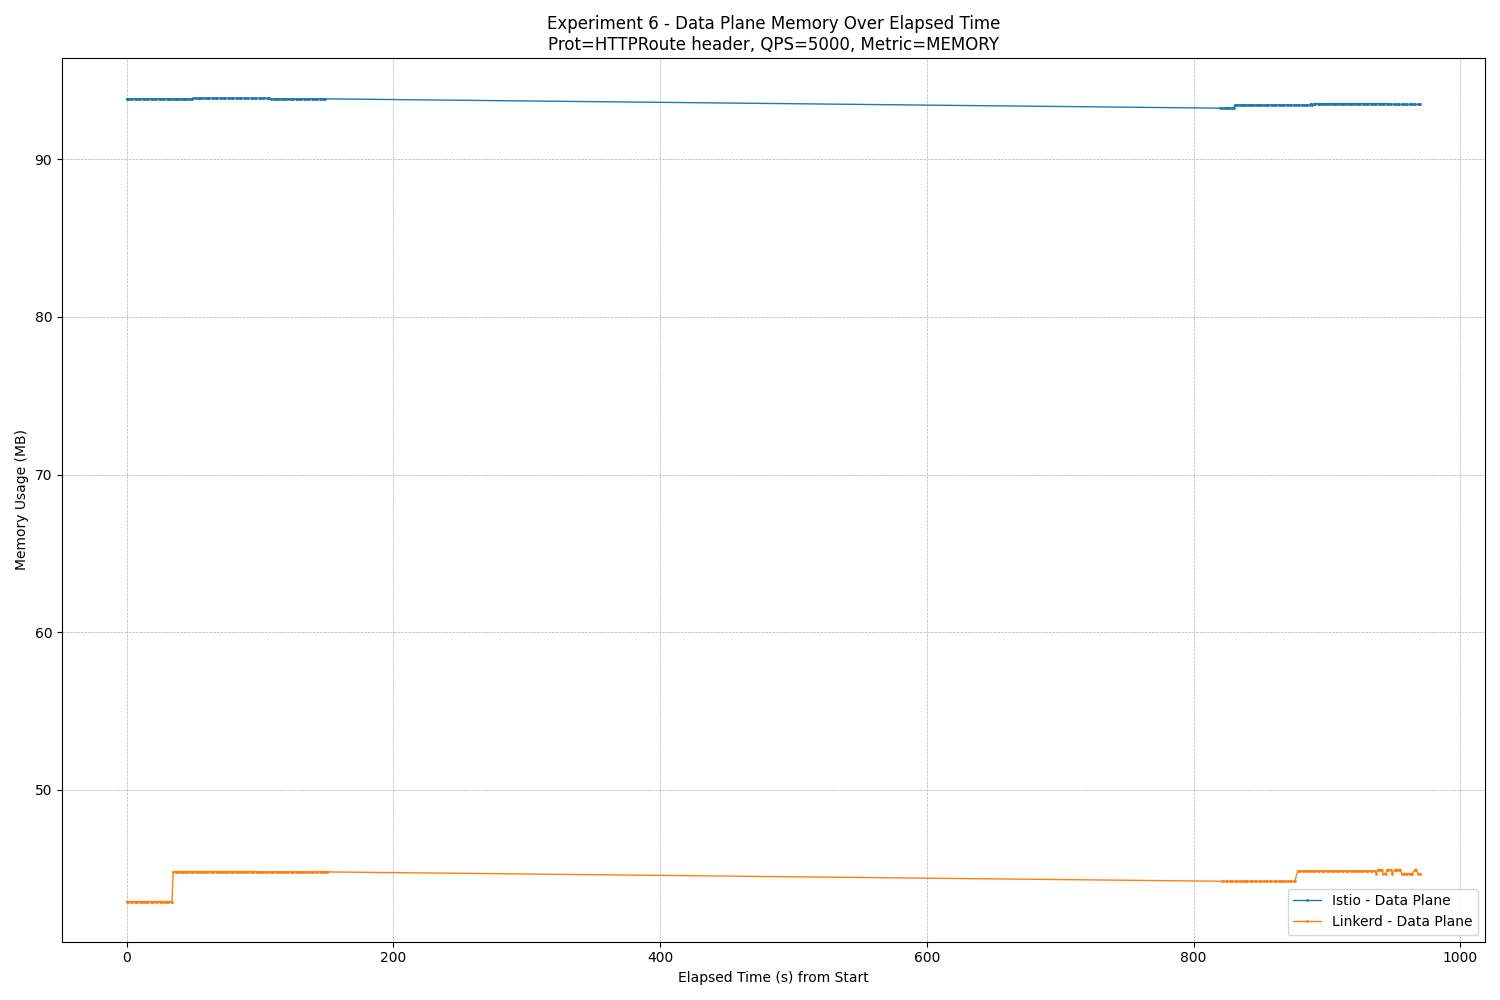 Experiment 6 - Data Plane Memory Over Elapsed Time
Prot=HTTPRoute header, QPS=5000, Metric=MEMORY
Memory Usage (MB)
90
80
70
60
50
0
200
400
600
800
1000
Elapsed Time (s) from Start
Istio - Data Plane
Linkerd - Data Plane